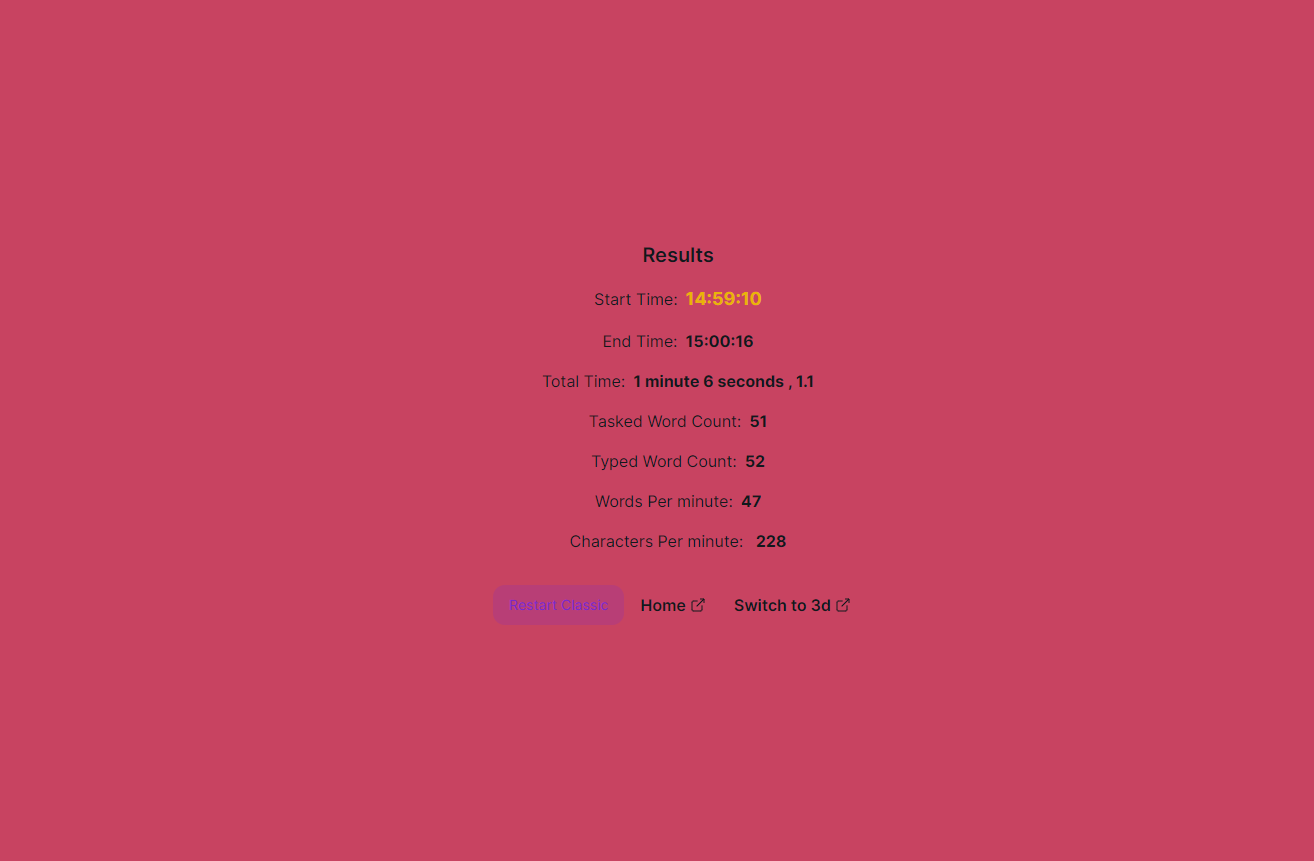 Results
Start Time: 14:59:10
End Time: 15:00:16
Total Time: 1 minute 6 seconds , 1.1
Tasked Word Count: 51
Typed Word Count: 52
Words Per minute: 47
Characters Per minute: 228
Restart Classic Home Switch to 3d